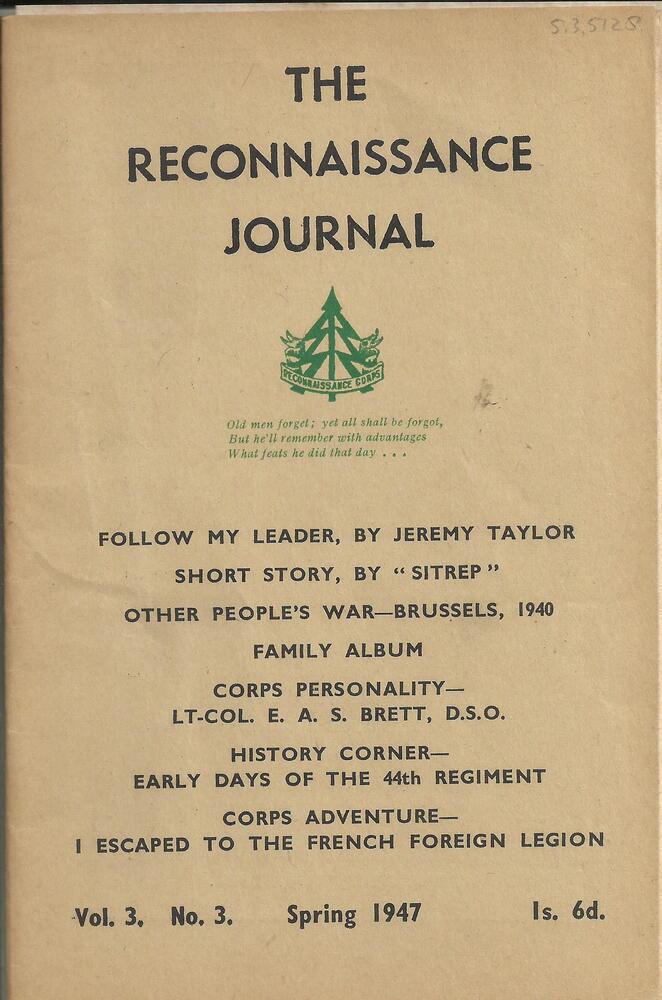 5.3.5128
THE
RECONNAISSANCE
JOURNAL
RECONNAISSANCE CORPS
Old men forget; yet all shall be forgot,
But he'll remember with advantages
What feats he did that day . . .
FOLLOW MY LEADER, BY JEREMY TAYLOR
SHORT STORY, BY "SITREP"
OTHER PEOPLE'S WAR—BRUSSELS, 1940
FAMILY ALBUM
CORPS PERSONALITY—
LT-COL. E. A. S. BRETT, D.S.O.
HISTORY CORNER—
EARLY DAYS OF THE 44th REGIMENT
CORPS ADVENTURE—
I ESCAPED TO THE FRENCH FOREIGN LEGION
Vol. 3. No. 3. Spring 1947 1s. 6d.